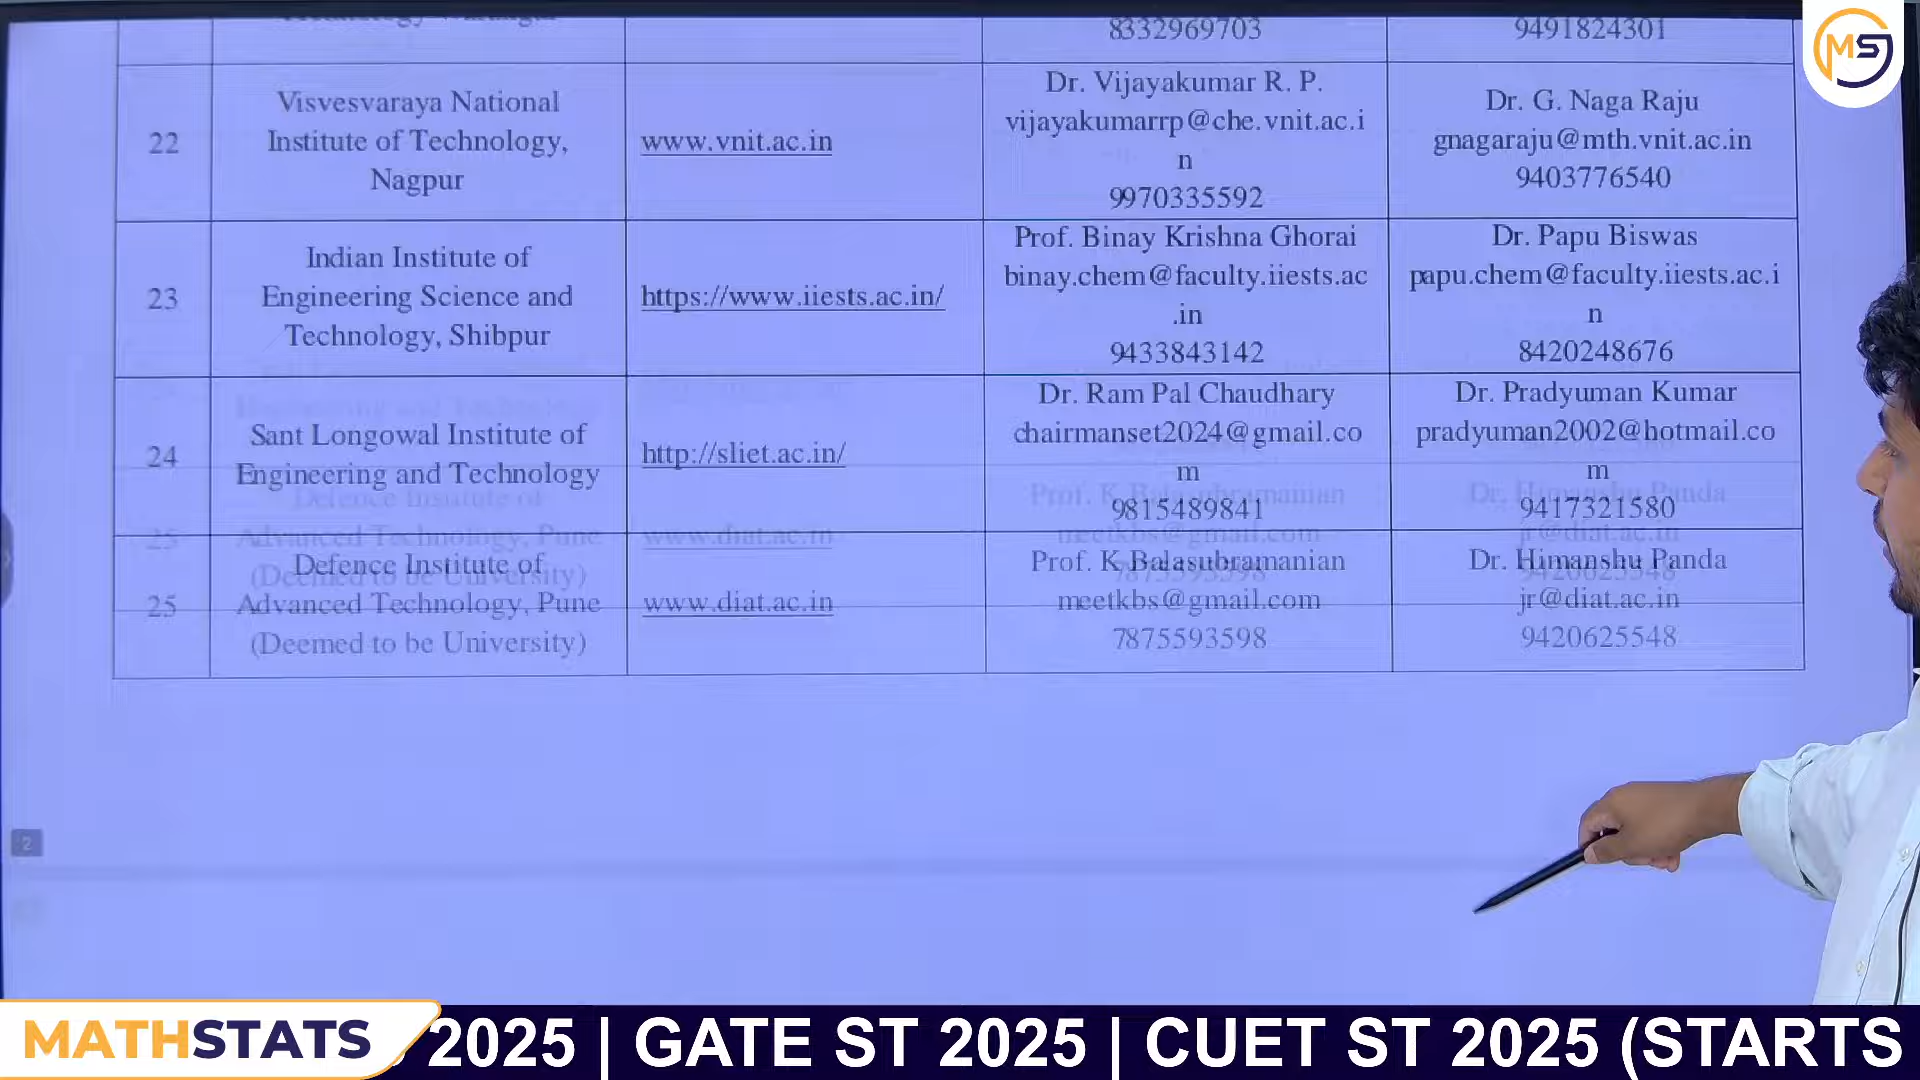 8332969703
9491824301
22
Visvesvaraya National
Institute of Technology,
Nagpur
www.vnit.ac.in
Dr. Vijayakumar R. P.
vijayakumarrp@che.vnit.ac.i
n
9970335592
Dr. G. Naga Raju
gnagaraju@mth.vnit.ac.in
9403776540
23
Indian Institute of
Engineering Science and
Technology, Shibpur
https://www.iiests.ac.in/
Prof. Binay Krishna Ghorai
binay.chem@faculty.iiests.ac
.in
9433843142
Dr. Papu Biswas
papu.chem@faculty.iiests.ac.i
n
8420248676
24
Sant Longowal Institute of
Engineering and Technology
http://sliet.ac.in/
Dr. Ram Pal Chaudhary
chairmanset2024@gmail.co
m
9815489841
Dr. Pradyuman Kumar
pradyuman2002@hotmail.co
m
9417321580
25
Defence Institute of
Advanced Technology, Pune
(Deemed to be University)
www.diat.ac.in
Prof. K Balasubramanian
meetkbs@gmail.com
7875593598
Dr. Himanshu Panda
jr@diat.ac.in
9420625548
2
MS
MATHSTATS
2025 | GATE ST 2025 | CUET ST 2025 (STARTS